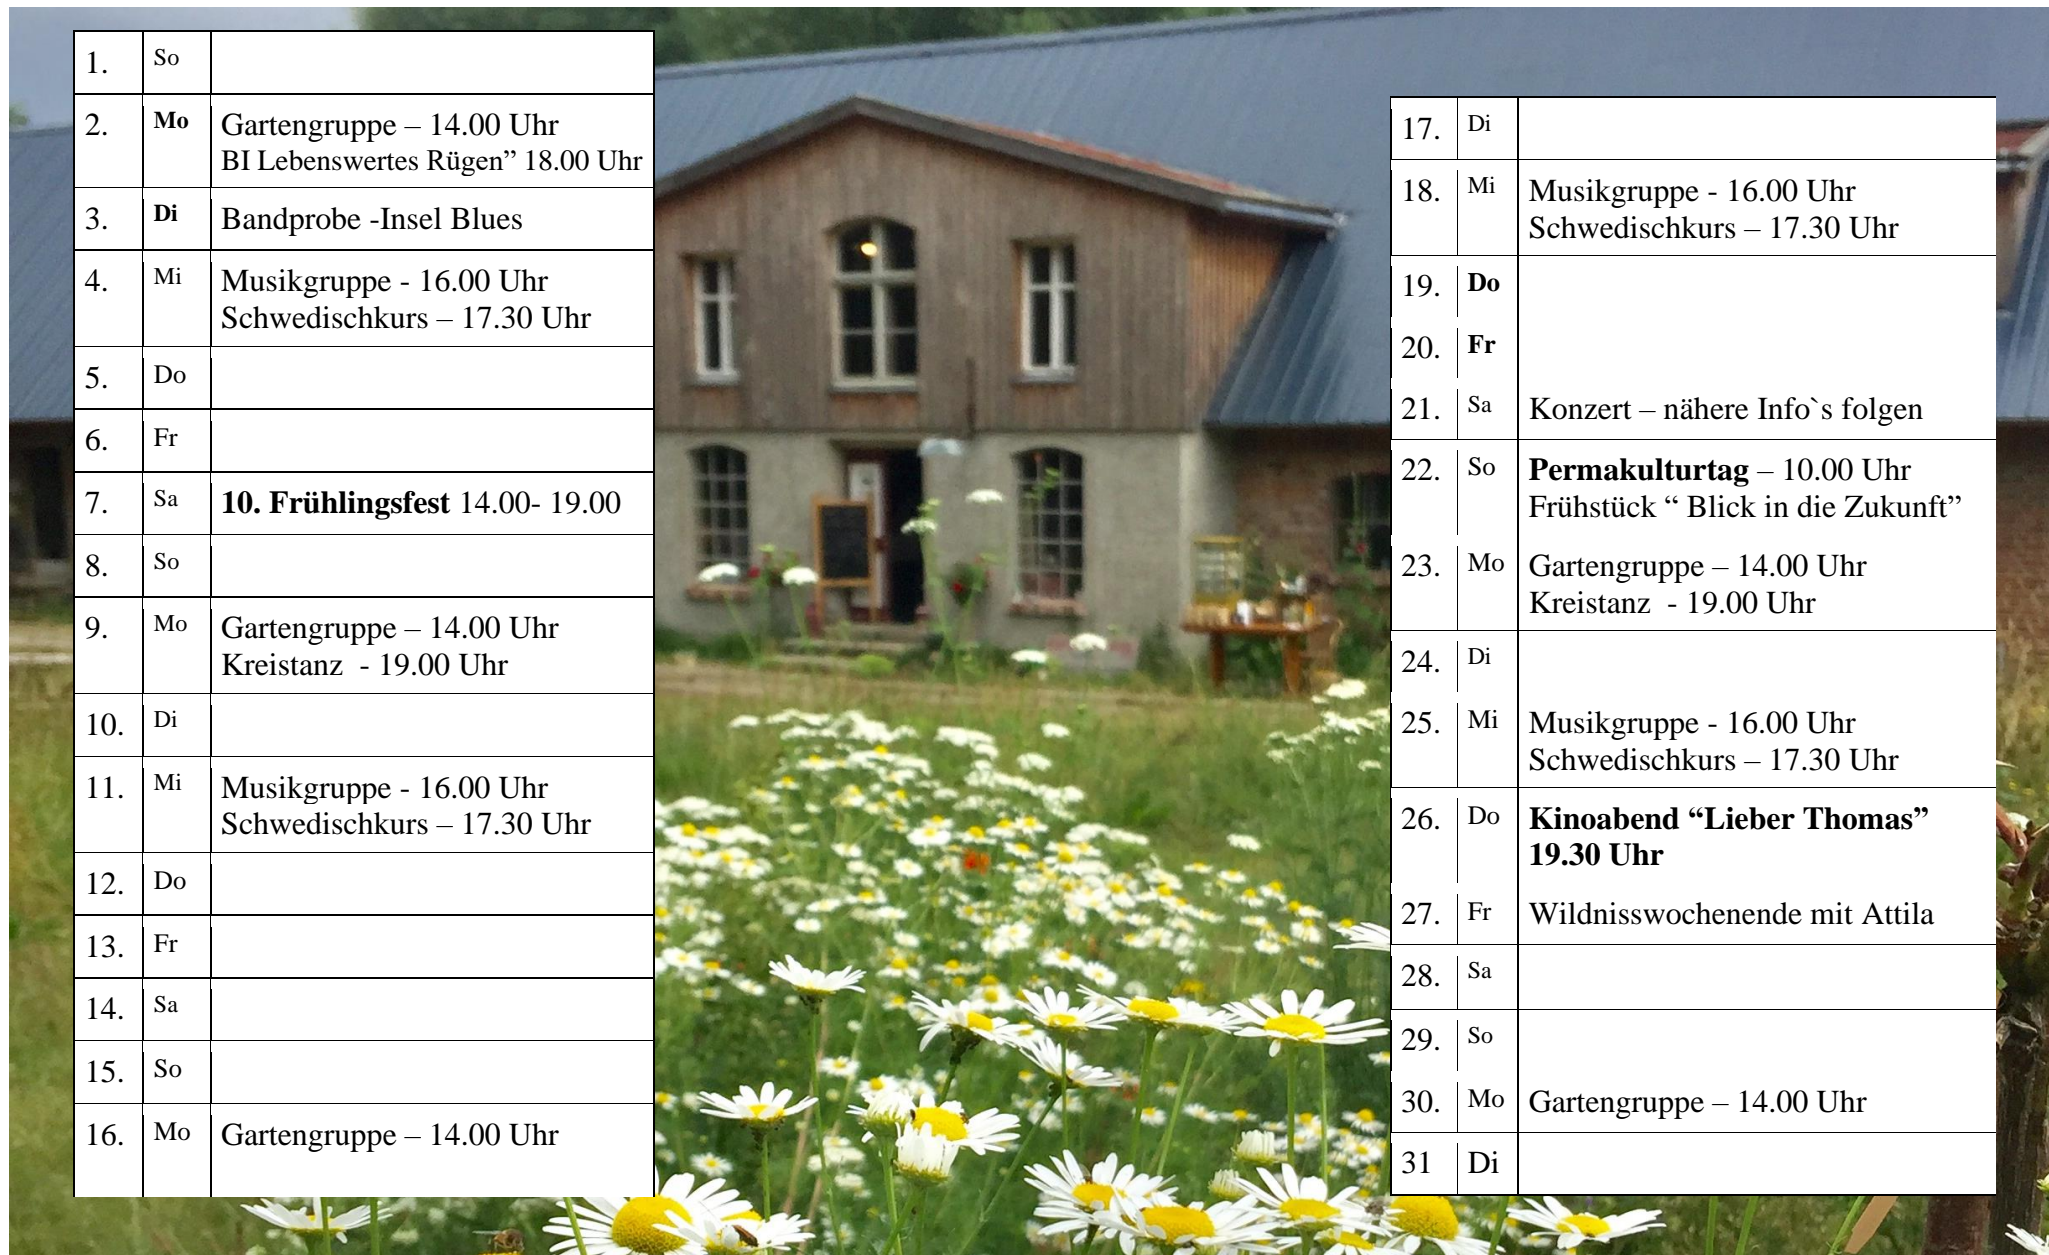 1. So
2. Mo Gartengruppe – 14.00 Uhr
BI Lebenswertes Rügen” 18.00 Uhr
3. Di Bandprobe -Insel Blues
4. Mi Musikgruppe - 16.00 Uhr
Schwedischkurs – 17.30 Uhr
5. Do
6. Fr
7. Sa 10. Frühlingsfest 14.00- 19.00
8. So
9. Mo Gartengruppe – 14.00 Uhr
Kreistanz  - 19.00 Uhr
10. Di
11. Mi Musikgruppe - 16.00 Uhr
Schwedischkurs – 17.30 Uhr
12. Do
13. Fr
14. Sa
15. So
16. Mo Gartengruppe – 14.00 Uhr
17. Di
18. Mi Musikgruppe - 16.00 Uhr
Schwedischkurs – 17.30 Uhr
19. Do
20. Fr
21. Sa Konzert – nähere Info`s folgen
22. So Permakulturtag – 10.00 Uhr
Frühstück “ Blick in die Zukunft”
23. Mo Gartengruppe – 14.00 Uhr
Kreistanz  - 19.00 Uhr
24. Di
25. Mi Musikgruppe - 16.00 Uhr
Schwedischkurs – 17.30 Uhr
26. Do Kinoabend “Lieber Thomas”
19.30 Uhr
27. Fr Wildnisswochenende mit Attila
28. Sa
29. So
30. Mo Gartengruppe – 14.00 Uhr
31 Di